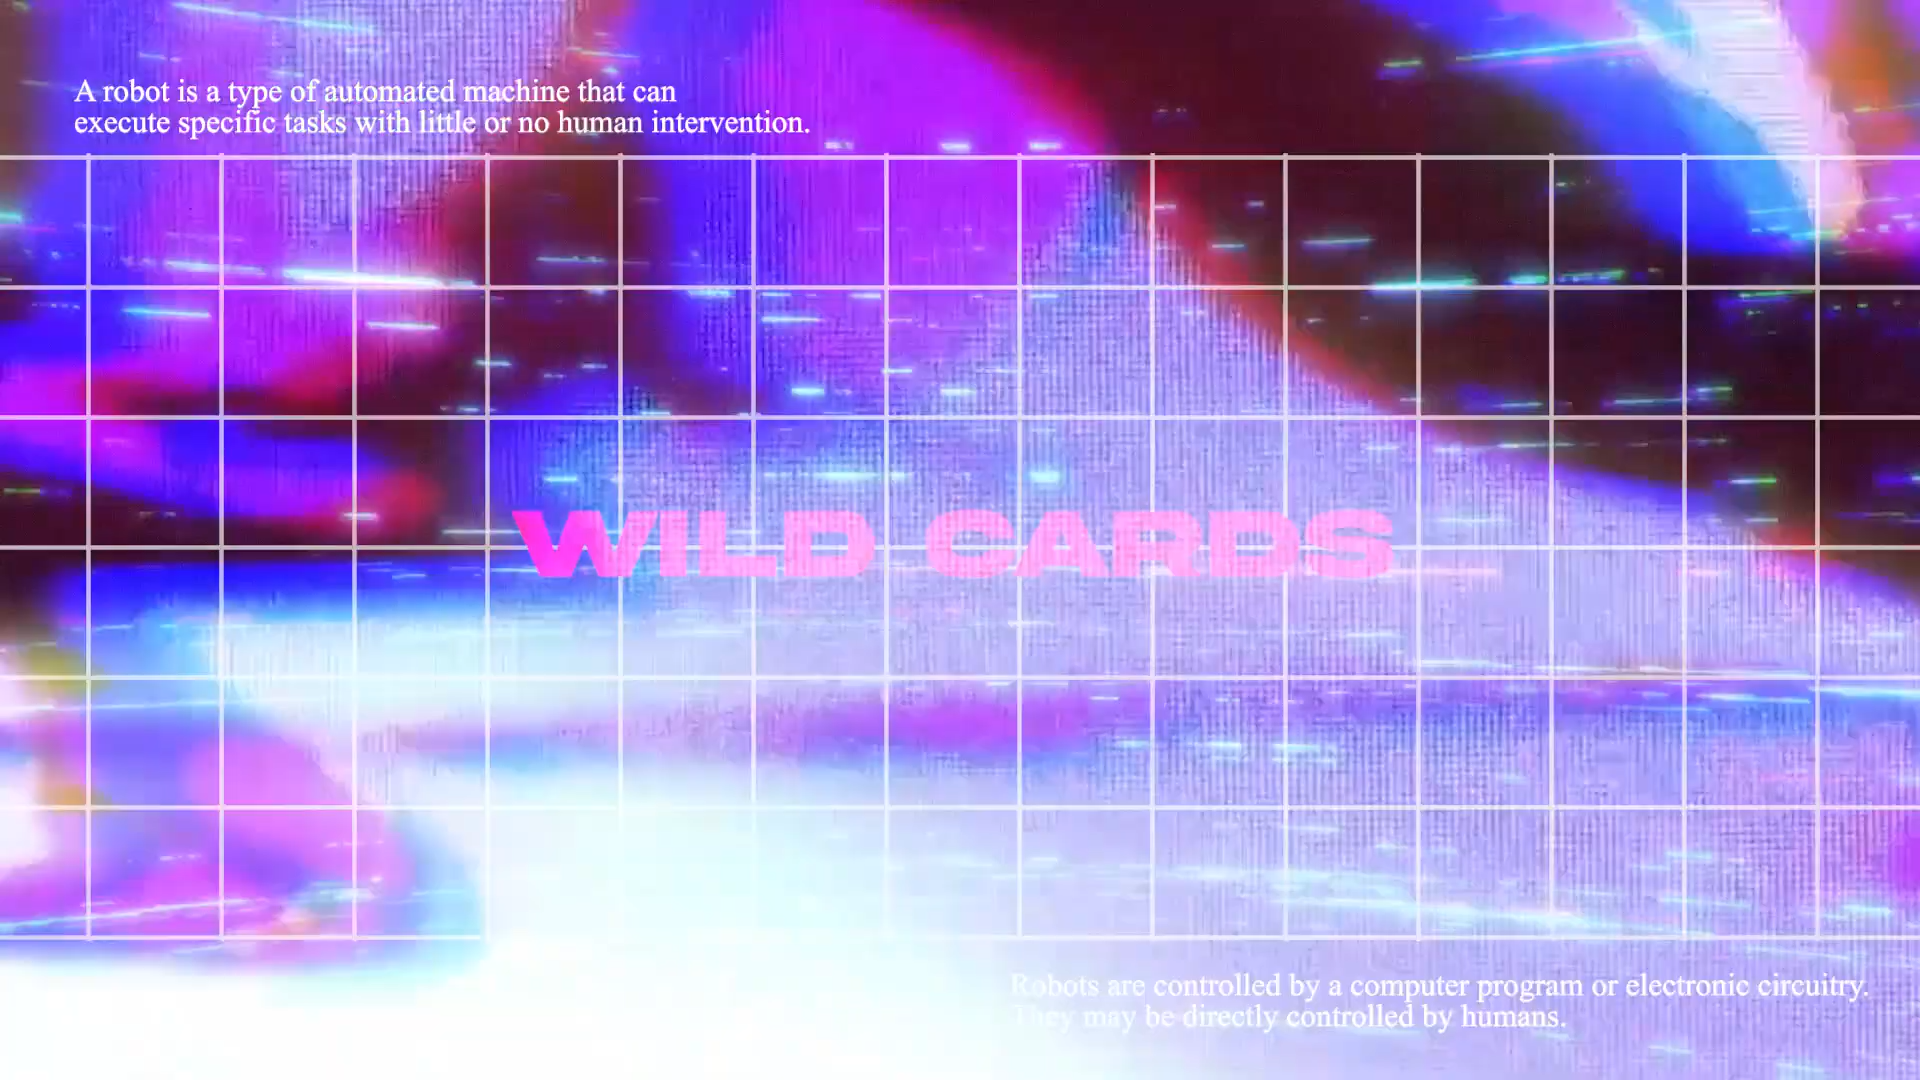 A robot is a type of automated machine that can
execute specific tasks with little or no human intervention.
WILD CARDS
Robots are controlled by a computer program or electronic circuitry.
They may be directly controlled by humans.